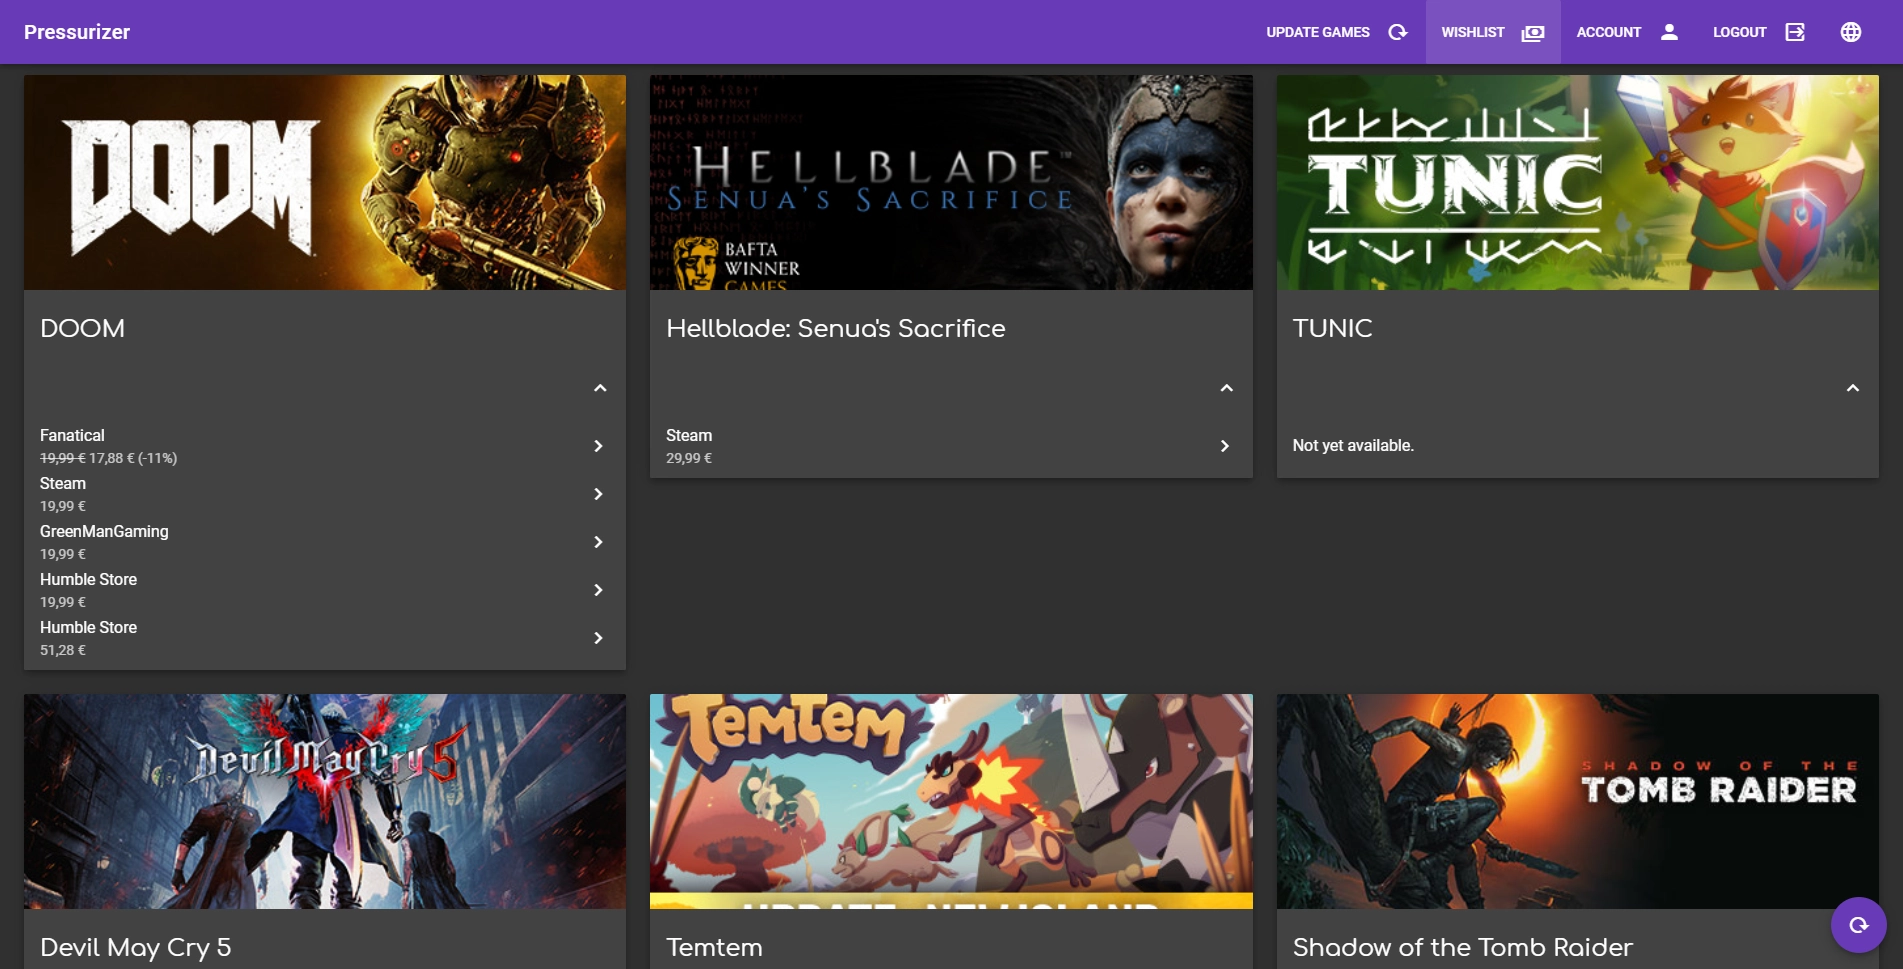 Pressurizer
UPDATE GAMES
WISHLIST
ACCOUNT
LOGOUT
DOOM
HELLBLADE™
SENUA'S SACRIFICE
BAFTA
WINNER
GAMES
TUNIC
DOOM
Hellblade: Senua's Sacrifice
TUNIC
Fanatical
19,99 € 17,88 € (-11%)
Steam
19,99 €
GreenManGaming
19,99 €
Humble Store
19,99 €
Humble Store
51,28 €
Steam
29,99 €
Not yet available.
Devil May Cry 5
TEMTEM
UPDATE NEW ISLAND
SHADOW OF THE
TOMB RAIDER
Devil May Cry 5
Temtem
Shadow of the Tomb Raider